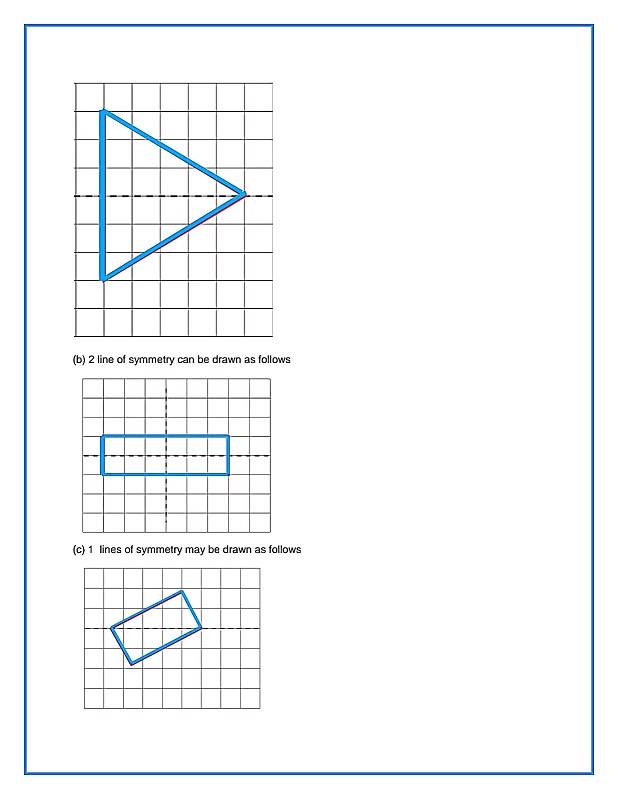 (b) 2 line of symmetry can be drawn as follows
(c) 1  lines of symmetry may be drawn as follows